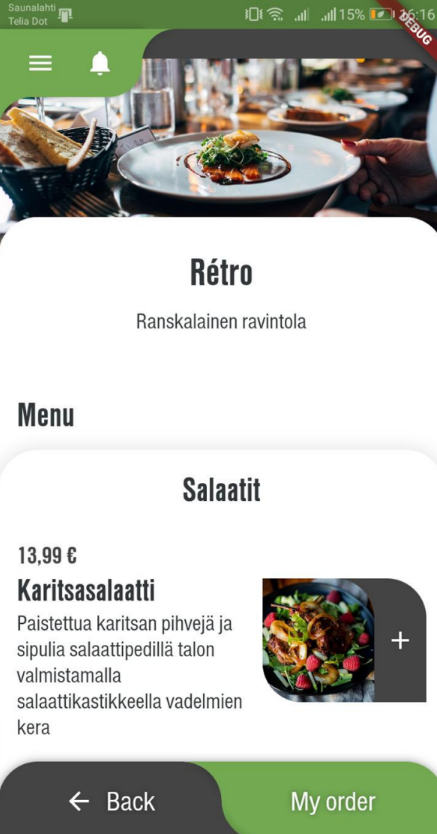 Saunalahti
Telia Dot
15%
16:16
DEBUG
Rétro
Ranskalainen ravintola
Menu
Salaatit
13,99 €
Karitsasalaatti
Paistettua karitsan pihvejä ja
sipulia salaattipedillä talon
valmistamalla
salaattikastikkeella vadelmien
kera
+
← Back
My order